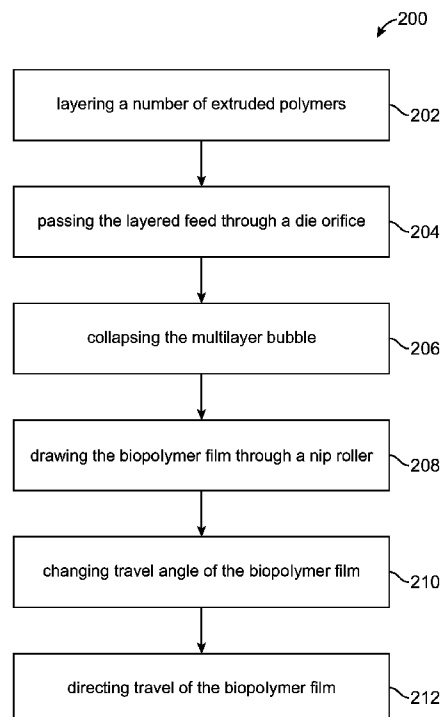 200
layering a number of extruded polymers
202
passing the layered feed through a die orifice
204
collapsing the multilayer bubble
206
drawing the biopolymer film through a nip roller
208
changing travel angle of the biopolymer film
210
directing travel of the biopolymer film
212